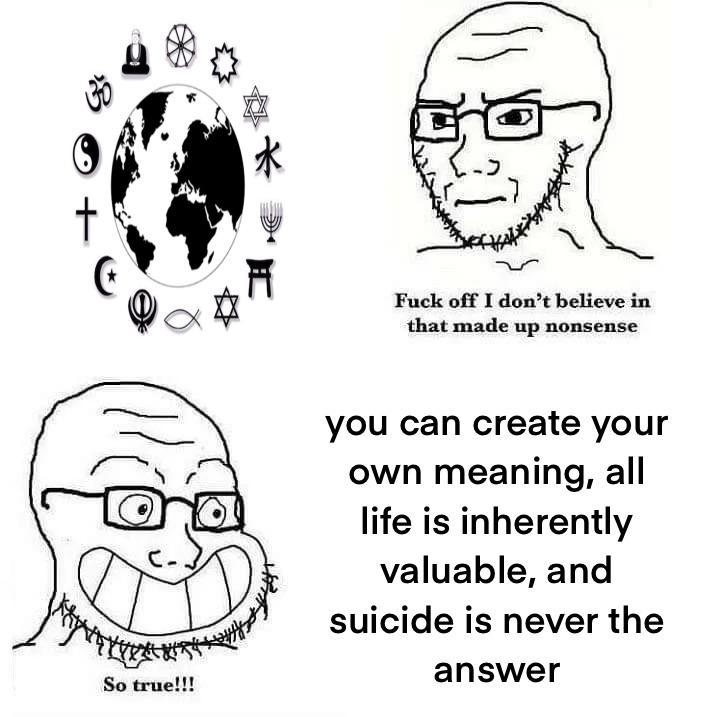 Fuck off I don't believe in
that made up nonsense
you can create your
own meaning, all
life is inherently
valuable, and
suicide is never the
answer
So true!!!